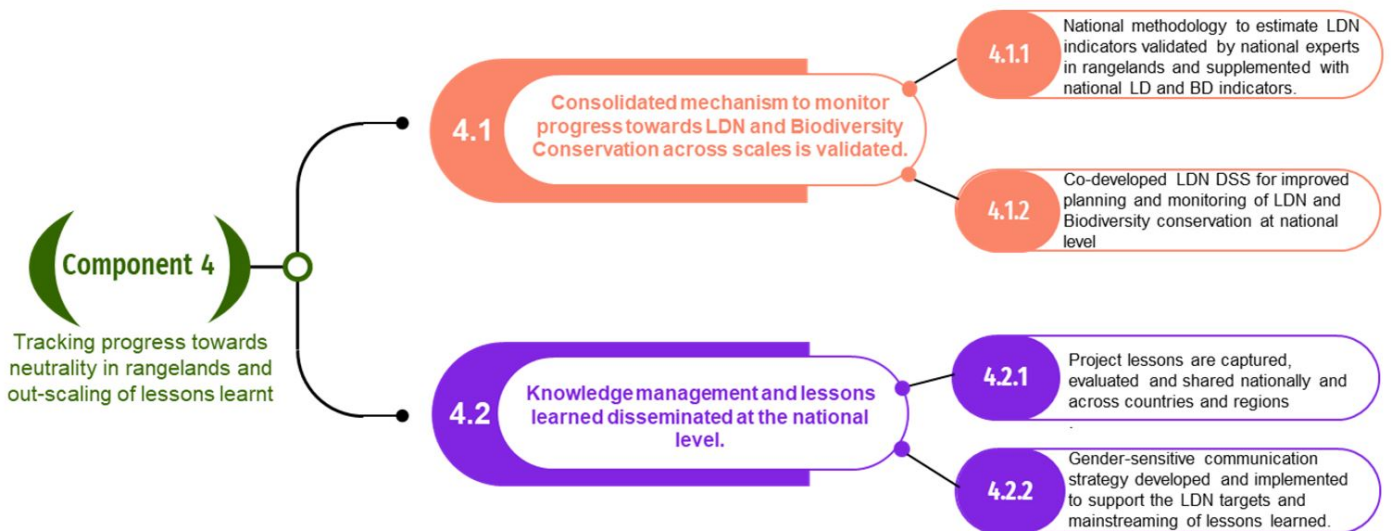 Component 4
Tracking progress towards
neutrality in rangelands and
out-scaling of lessons learnt
4.1
Consolidated mechanism to monitor
progress towards LDN and Biodiversity
Conservation across scales is validated.
4.1.1
National methodology to estimate LDN
indicators validated by national experts
in rangelands and supplemented with
national LD and BD indicators.
4.1.2
Co-developed LDN DSS for improved
planning and monitoring of LDN and
Biodiversity conservation at national
level
4.2
Knowledge management and lessons
learned disseminated at the national
level.
4.2.1
Project lessons are captured,
evaluated and shared nationally and
across countries and regions
.
4.2.2
Gender-sensitive communication
strategy developed and implemented
to support the LDN targets and
mainstreaming of lessons learned.